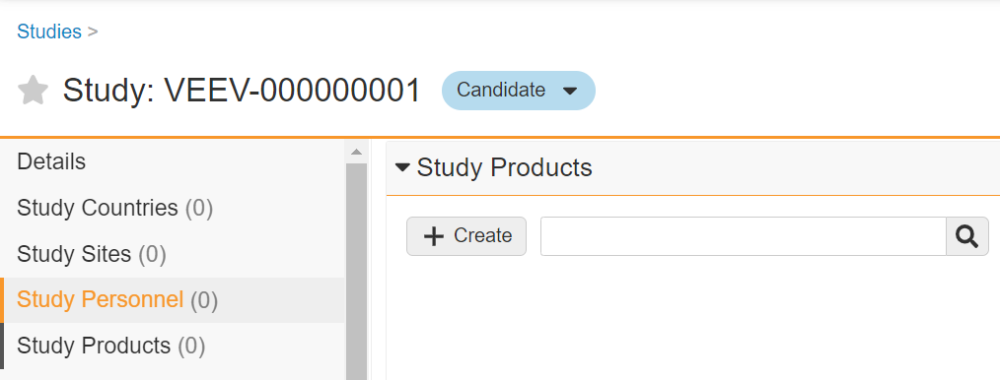 Studies >
Study: VEEV-000000001 Candidate
Details
Study Countries (0)
Study Sites (0)
Study Personnel (0)
Study Products (0)
Study Products
Create